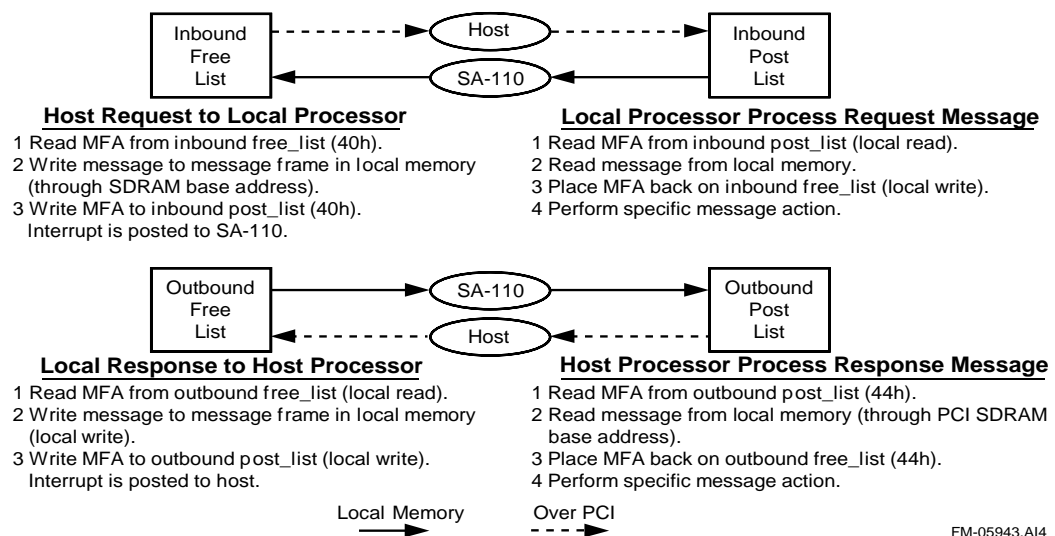 Inbound
Free
List
Host
SA-110
Inbound
Post
List
Host Request to Local Processor
1 Read MFA from inbound free_list (40h).
2 Write message to message frame in local memory
(through SDRAM base address).
3 Write MFA to inbound post_list (40h).
Interrupt is posted to SA-110.
Local Processor Process Request Message
1 Read MFA from inbound post_list (local read).
2 Read message from local memory.
3 Place MFA back on inbound free_list (local write).
4 Perform specific message action.
Outbound
Free
List
SA-110
Host
Outbound
Post
List
Local Response to Host Processor
1 Read MFA from outbound free_list (local read).
2 Write message to message frame in local memory
(local write).
3 Write MFA to outbound post_list (local write).
Interrupt is posted to host.
Host Processor Process Response Message
1 Read MFA from outbound post_list (44h).
2 Read message from local memory (through PCI SDRAM
base address).
3 Place MFA back on outbound free_list (44h).
4 Perform specific message action.
Local Memory
Over PCI
FM-05943.AI4